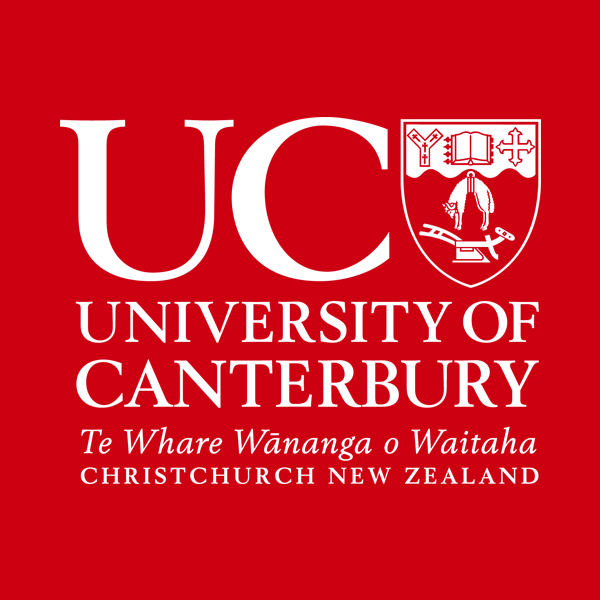 UC
UNIVERSITY OF
CANTERBURY
Te Whare Wānanga o Waitaha
CHRISTCHURCH NEW ZEALAND